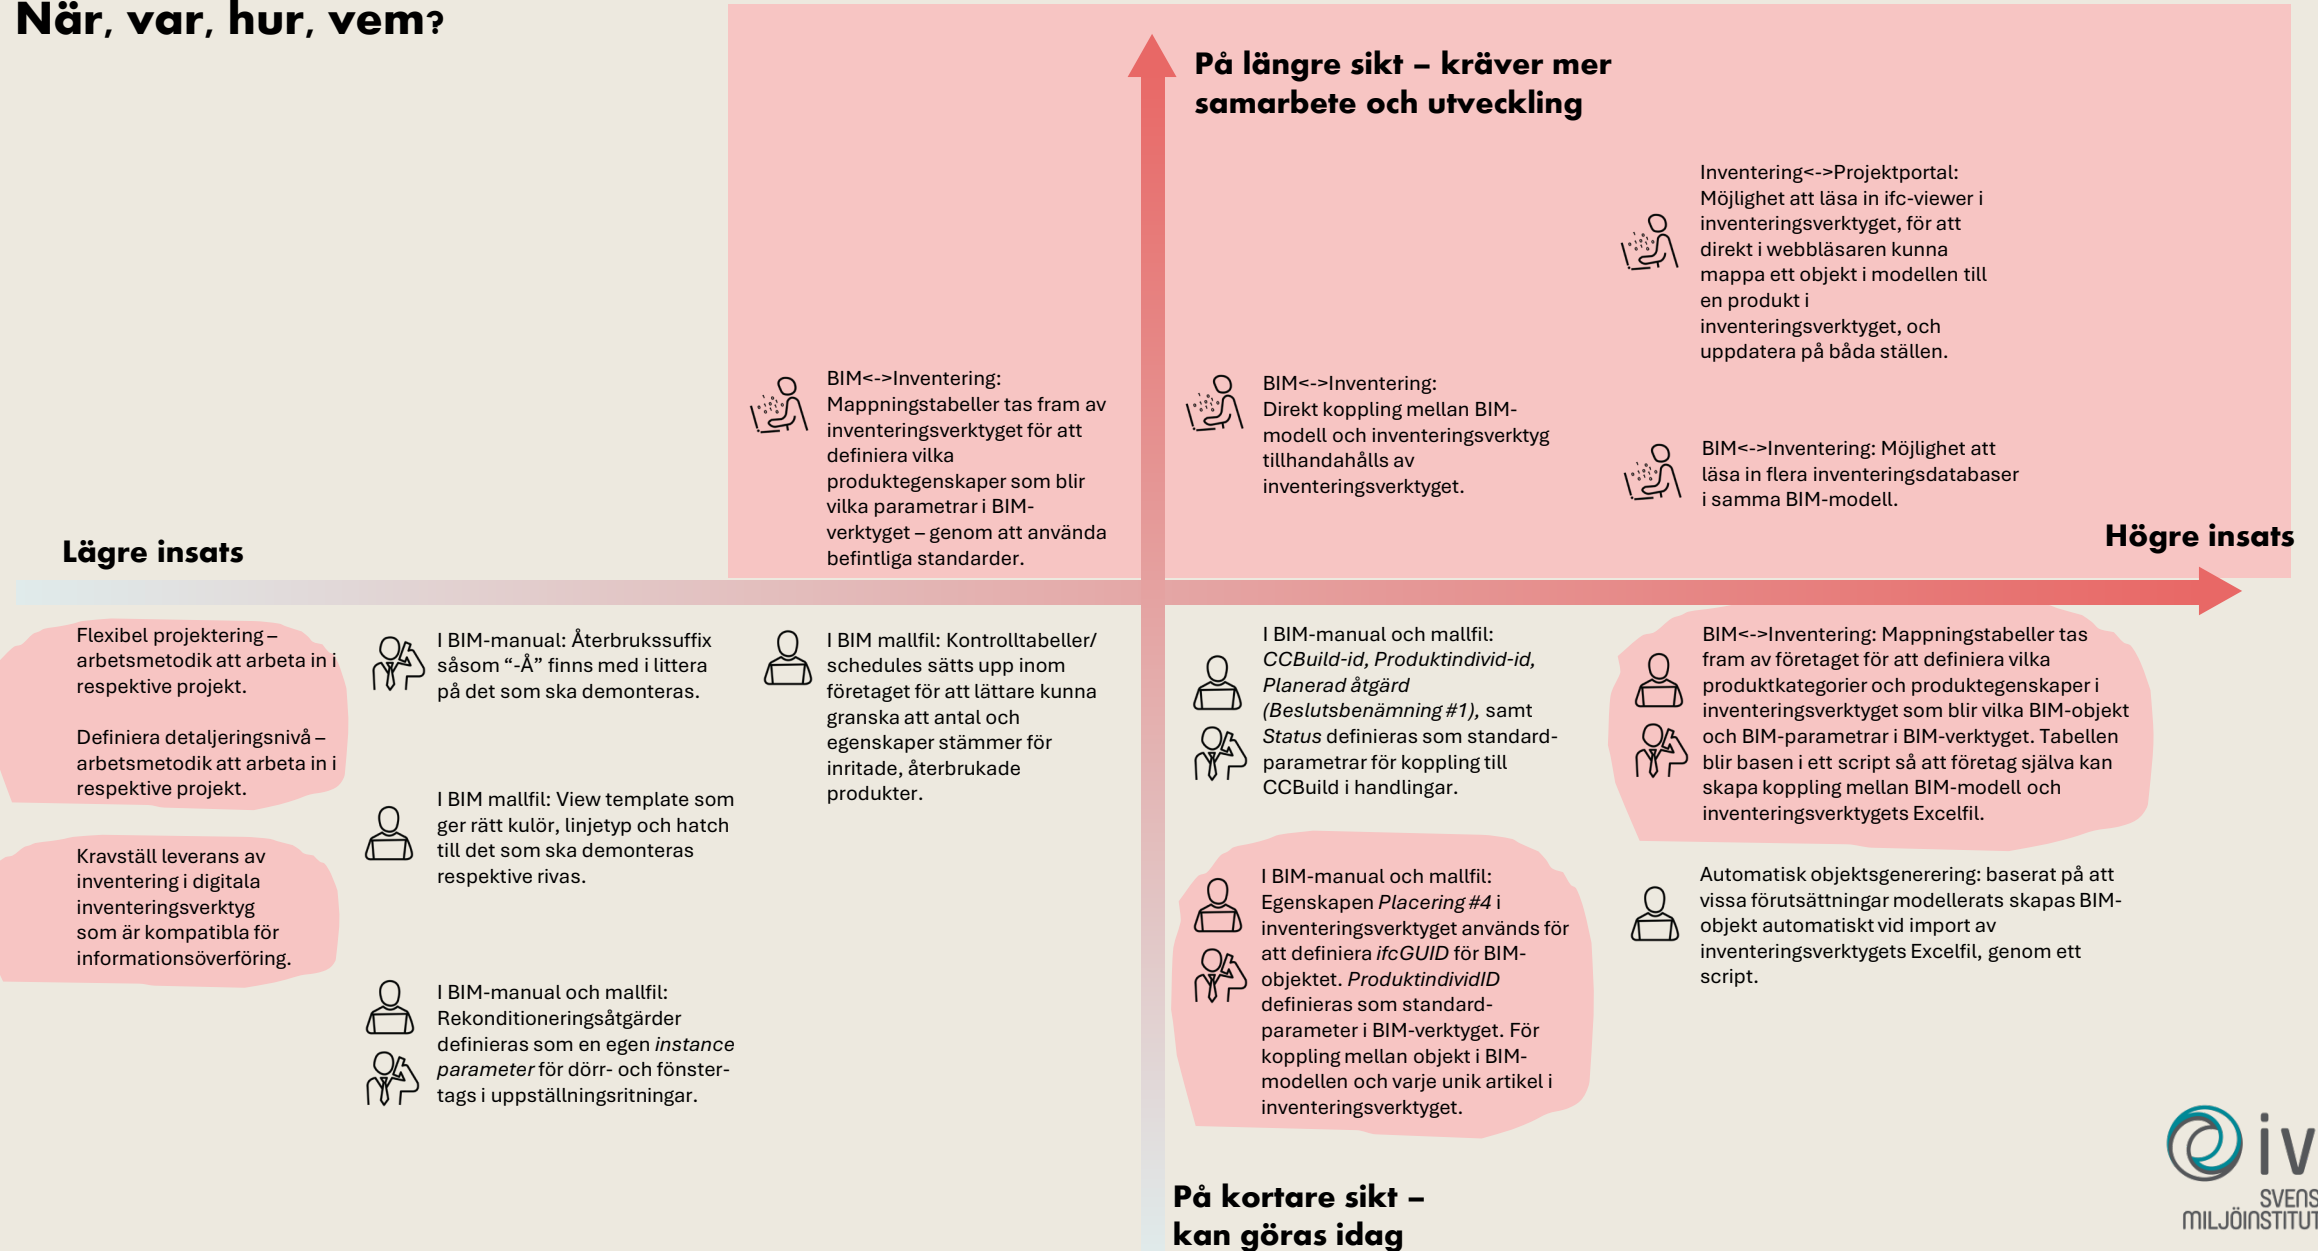 När, var, hur, vem?
På längre sikt – kräver mer
samarbete och utveckling
Inventering<->Projektportal:
Möjlighet att läsa in ifc-viewer i
inventeringsverktyget, för att
direkt i webbläsaren kunna
mappa ett objekt i modellen till
en produkt i
inventeringsverktyget, och
uppdatera på båda ställen.
BIM<->Inventering:
Mappningstabeller tas fram av
inventeringsverktyget för att
definiera vilka
produktegenskaper som blir
vilka parametrar i BIM-
verktyget – genom att använda
befintliga standarder.
BIM<->Inventering:
Direkt koppling mellan BIM-
modell och inventeringsverktyg
tillhandahålls av
inventeringsverktyget.
BIM<->Inventering: Möjlighet att
läsa in flera inventeringsdatabaser
i samma BIM-modell.
Lägre insats
Högre insats
Flexibel projektering –
arbetsmetodik att arbeta in i
respektive projekt.
Definiera detaljeringsnivå –
arbetsmetodik att arbeta in i
respektive projekt.
Kravställ leverans av
inventering i digitala
inventeringsverktyg
som är kompatibla för
informationsöverföring.
I BIM-manual: Återbrukssuffix
såsom “-Å” finns med i littera
på det som ska demonteras.
I BIM mallfil: View template som
ger rätt kulör, linjetyp och hatch
till det som ska demonteras
respektive rivas.
I BIM-manual och mallfil:
Rekonditioneringsåtgärder
definieras som en egen instance
parameter för dörr- och fönster-
tags i uppställningsritningar.
I BIM mallfil: Kontrolltabeller/
schedules sätts upp inom
företaget för att lättare kunna
granska att antal och
egenskaper stämmer för
inritade, återbrukade
produkter.
I BIM-manual och mallfil:
CCBuild-id, Produktindivid-id,
Planerad åtgärd
(Beslutsbenämning #1), samt
Status definieras som standard-
parametrar för koppling till
CCBuild i handlingar.
I BIM-manual och mallfil:
Egenskapen Placering #4 i
inventeringsverktyget används för
att definiera ifcGUID för BIM-
objektet. ProduktindividID
definieras som standard-
parameter i BIM-verktyget. För
koppling mellan objekt i BIM-
modellen och varje unik artikel i
inventeringsverktyget.
BIM<->Inventering: Mappningstabeller tas
fram av företaget för att definiera vilka
produktkategorier och produktegenskaper i
inventeringsverktyget som blir vilka BIM-objekt
och BIM-parametrar i BIM-verktyget. Tabellen
blir basen i ett script så att företag själva kan
skapa koppling mellan BIM-modell och
inventeringsverktygets Excelfil.
Automatisk objektsgenerering: baserat på att
vissa förutsättningar modellerats skapas BIM-
objekt automatiskt vid import av
inventeringsverktygets Excelfil, genom ett
script.
På kortare sikt –
kan göras idag
iv
SVENS
MILJÖINSTITUT